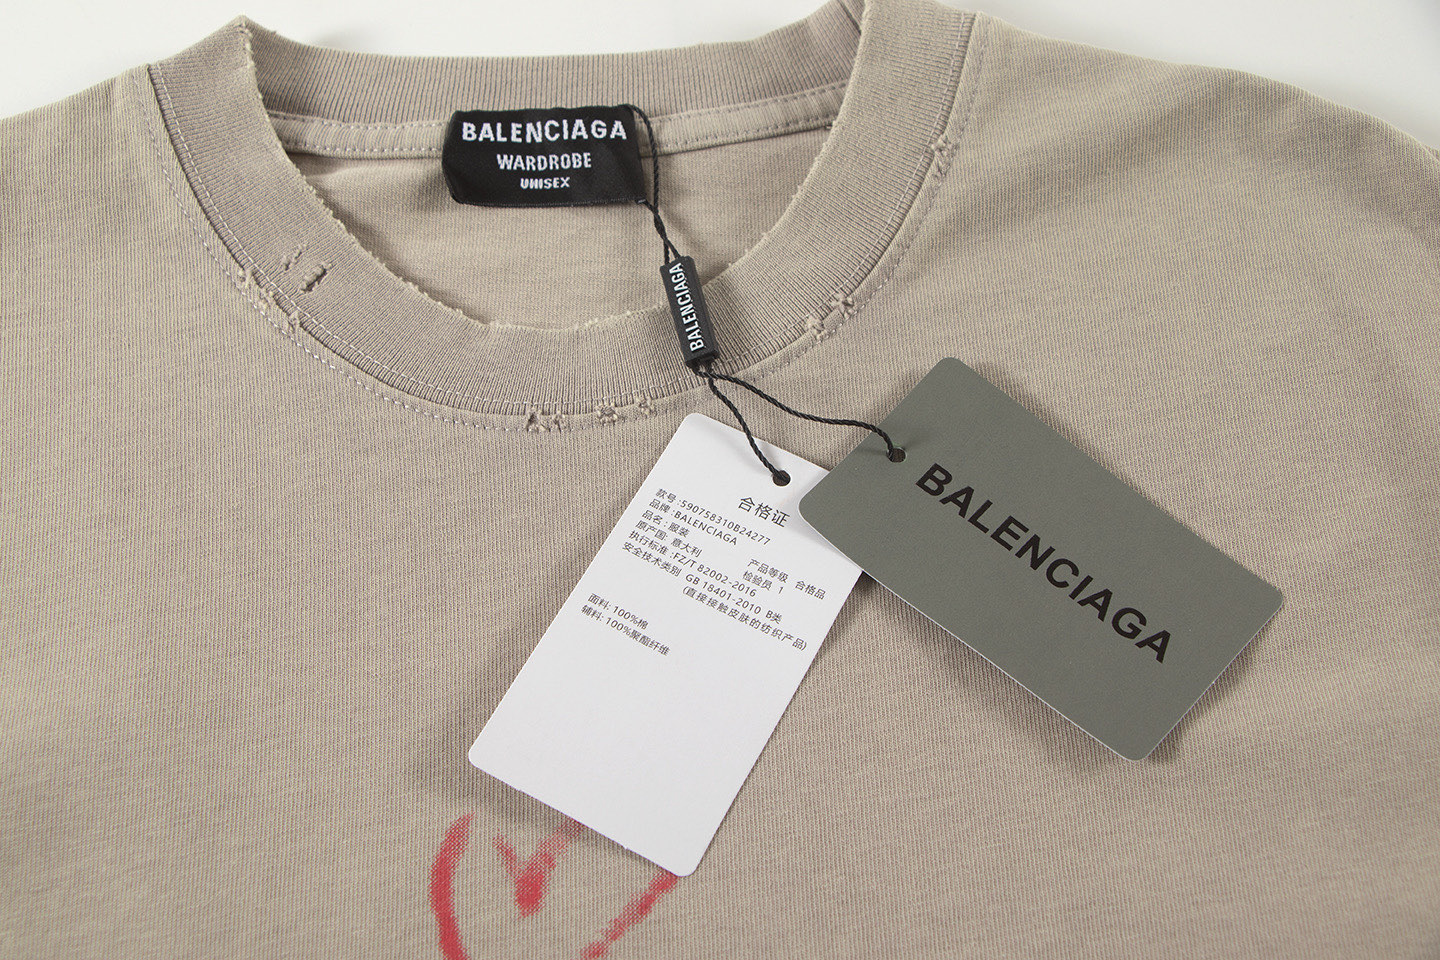 BALENCIAGA
WARDROBE
UNISEX
BALENCIAGA
合格证
款号:590758310B24277
品牌:BALENCIAGA
品名:服装
原产国:意大利
产品等级 合格品
检验员 1
执行标准:FZ/T 82002-2016
安全技术类别 GB 18401-2010 B类
(直接接触皮肤的纺织产品)
面料:100%棉
辅料:100%聚酯纤维
BALENCIAGA